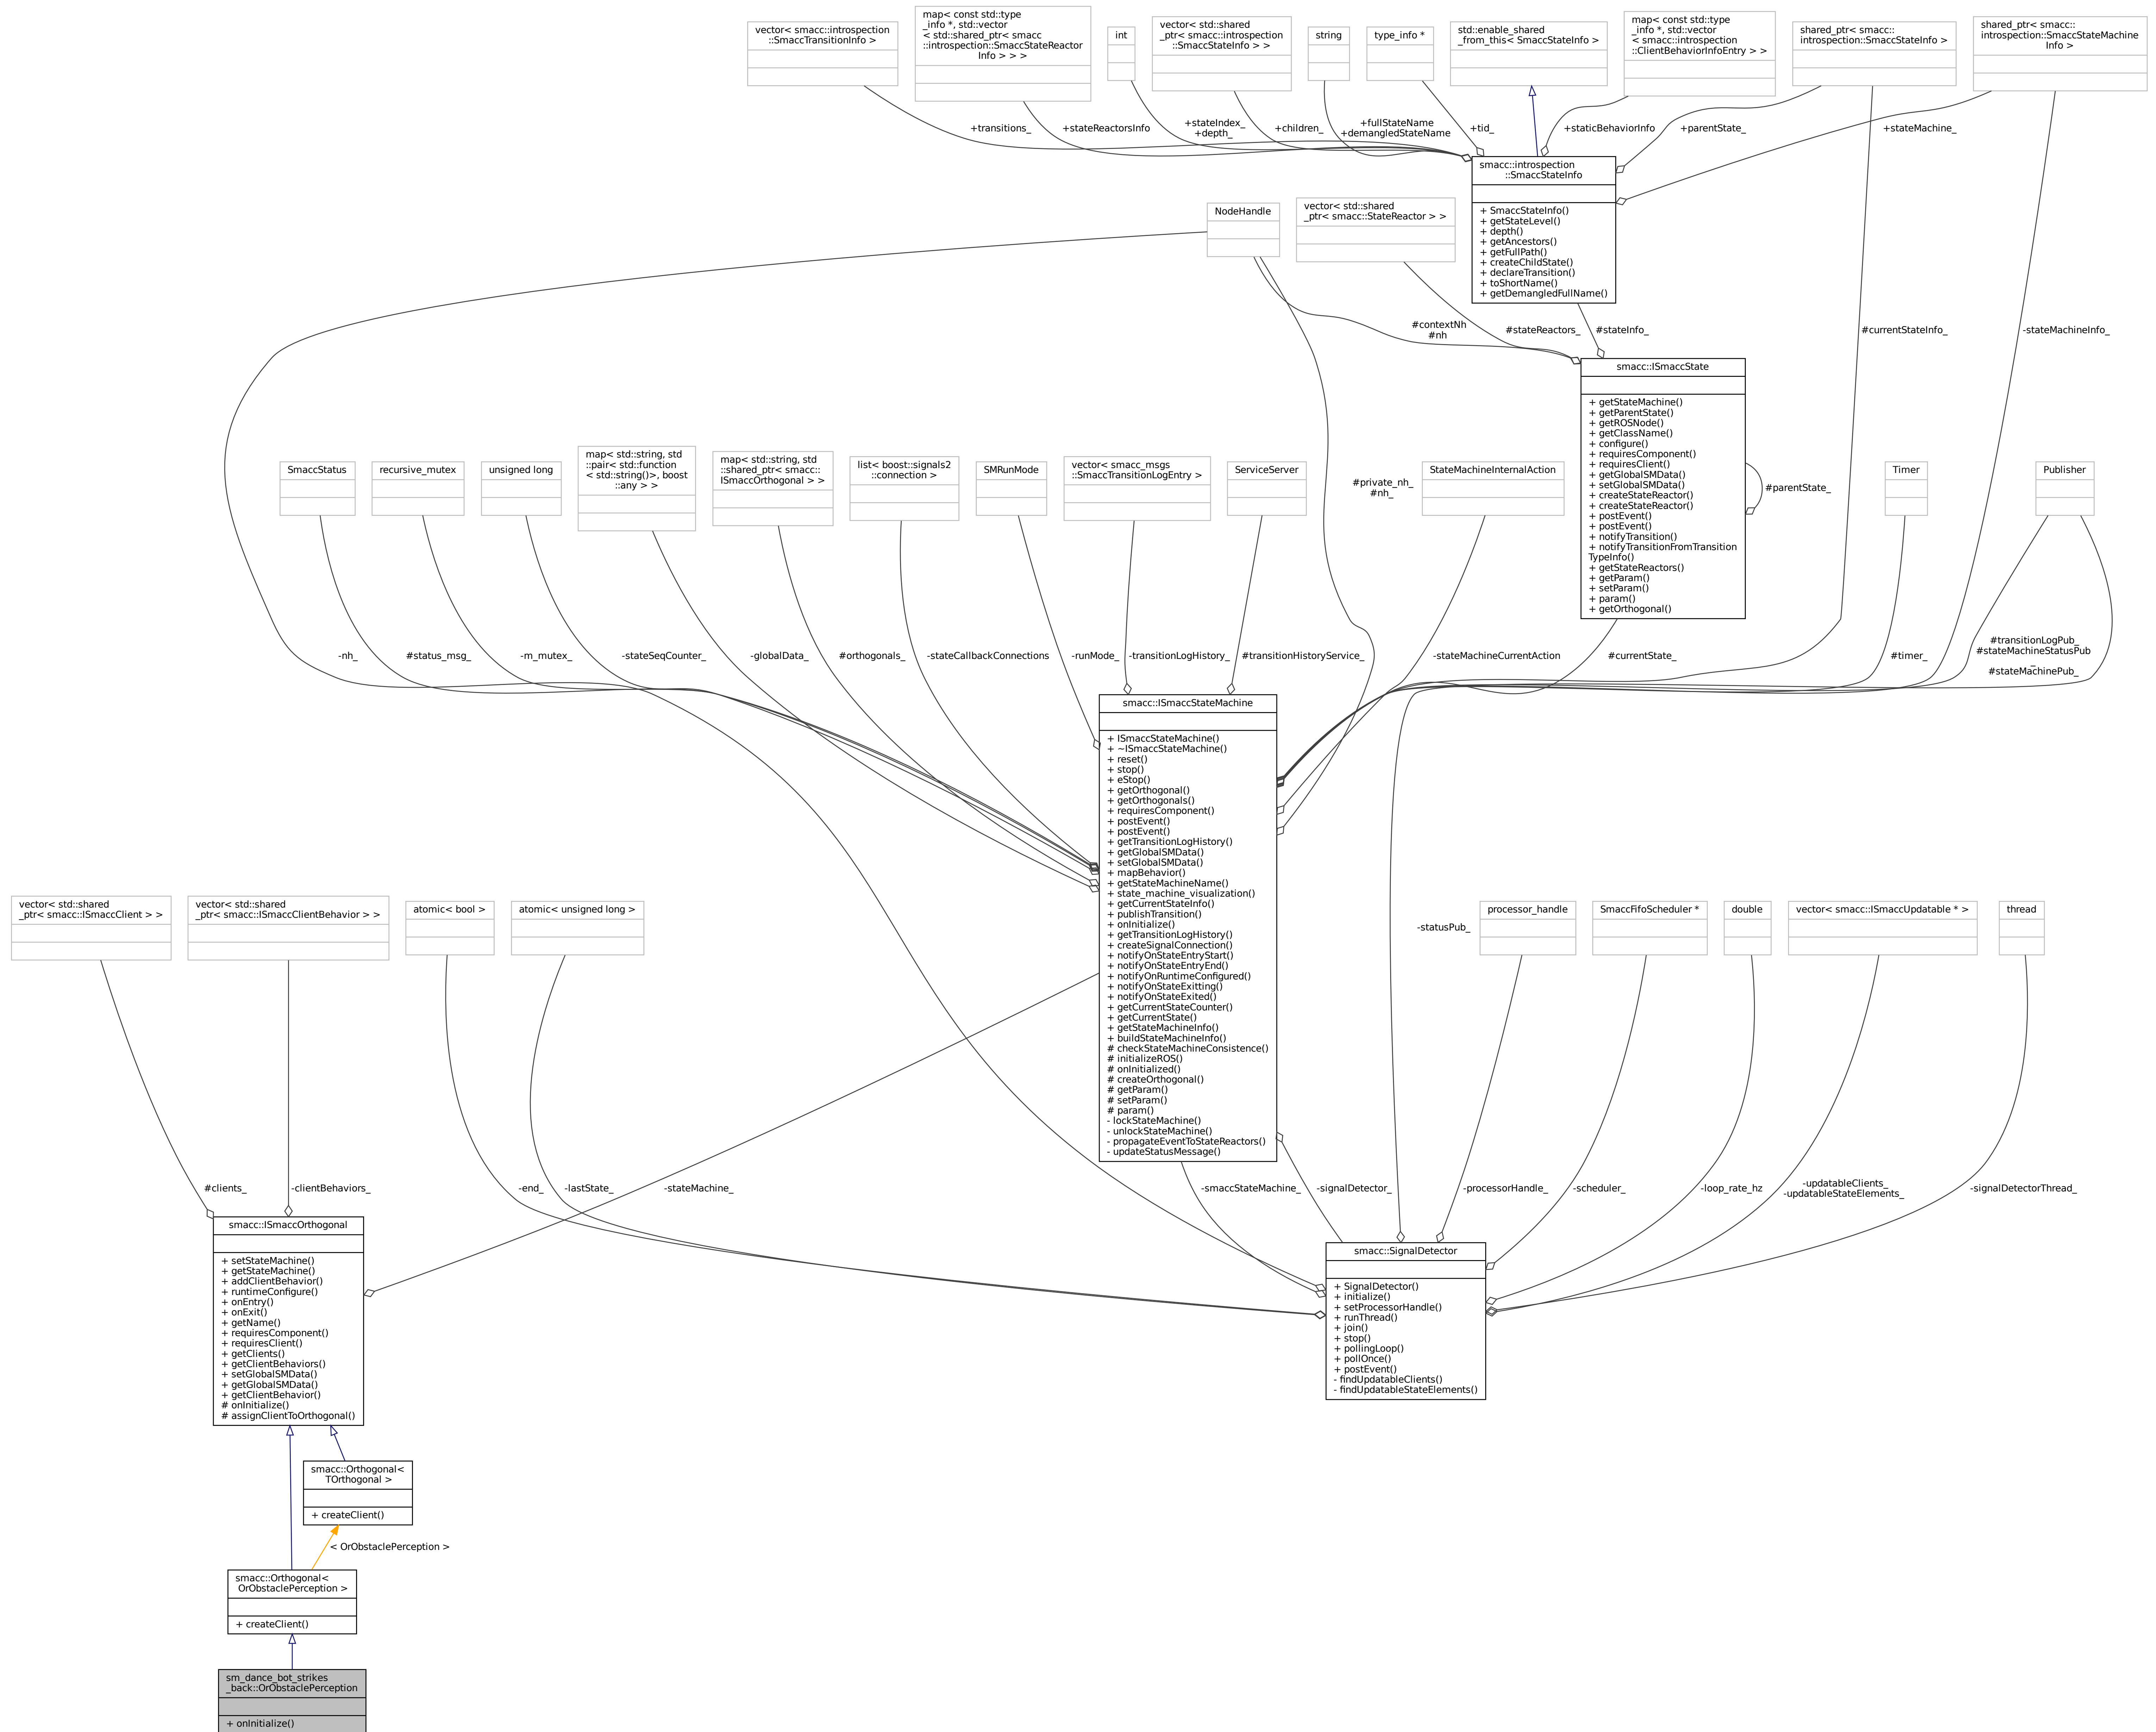 vector< smacc::introspection
::SmaccTransitionInfo >
map< const std::type
_info *, std::vector
< std::shared_ptr< smacc
::introspection::SmaccStateReactor
Info > > >
int
vector< std::shared
_ptr< smacc::introspection
::SmaccStateInfo > >
string
type_info *
std::enable_shared
_from_this< SmaccStateInfo >
map< const std::type
_info *, std::vector
< smacc::introspection
::ClientBehaviorInfoEntry > >
shared_ptr< smacc::
introspection::SmaccStateInfo >
shared_ptr< smacc::
introspection::SmaccStateMachine
Info >
+transitions_
+stateReactorsInfo
+stateIndex_
+depth_
+children_
+fullStateName
+demangledStateName
+tid_
+staticBehaviorInfo
+parentState_
+stateMachine_
smacc::introspection
::SmaccStateInfo
+ SmaccStateInfo()
+ getStateLevel()
+ depth()
+ getAncestors()
+ getFullPath()
+ createChildState()
+ declareTransition()
+ toShortName()
+ getDemangledFullName()
NodeHandle
vector< std::shared
_ptr< smacc::StateReactor > >
#contextNh
#nh
#stateReactors_
#stateInfo_
#currentStateInfo_
-stateMachineInfo_
smacc::ISmaccState
+ getStateMachine()
+ getParentState()
+ getROSNode()
+ getClassName()
+ configure()
+ requiresComponent()
+ requiresClient()
+ getGlobalSMData()
+ setGlobalSMData()
+ createStateReactor()
+ createStateReactor()
+ postEvent()
+ postEvent()
+ notifyTransition()
+ notifyTransitionFromTransition
TypeInfo()
+ getStateReactors()
+ getParam()
+ setParam()
+ param()
+ getOrthogonal()
#parentState_
SmaccStatus
recursive_mutex
unsigned long
map< std::string, std
::pair< std::function
< std::string()>, boost
::any > >
map< std::string, std
::shared_ptr< smacc::
ISmaccOrthogonal > >
list< boost::signals2
::connection >
SMRunMode
vector< smacc_msgs
::SmaccTransitionLogEntry >
ServiceServer
#private_nh_
#nh_
StateMachineInternalAction
Timer
Publisher
-nh_
#status_msg_
-m_mutex_
-stateSeqCounter_
-globalData_
#orthogonals_
-stateCallbackConnections
-runMode_
-transitionLogHistory_
#transitionHistoryService_
-stateMachineCurrentAction
#currentState_
#timer_
#transitionLogPub_
#stateMachineStatusPub
_
#stateMachinePub_
smacc::ISmaccStateMachine
+ ISmaccStateMachine()
+ ~ISmaccStateMachine()
+ reset()
+ stop()
+ eStop()
+ getOrthogonal()
+ getOrthogonals()
+ requiresComponent()
+ postEvent()
+ postEvent()
+ getTransitionLogHistory()
+ getGlobalSMData()
+ setGlobalSMData()
+ mapBehavior()
+ getStateMachineName()
+ state_machine_visualization()
+ getCurrentStateInfo()
+ publishTransition()
+ onInitialize()
+ getTransitionLogHistory()
+ createSignalConnection()
+ notifyOnStateEntryStart()
+ notifyOnStateEntryEnd()
+ notifyOnRuntimeConfigured()
+ notifyOnStateExitting()
+ notifyOnStateExited()
+ getCurrentStateCounter()
+ getCurrentState()
+ getStateMachineInfo()
+ buildStateMachineInfo()
# checkStateMachineConsistence()
# initializeROS()
# onInitialized()
# createOrthogonal()
# getParam()
# setParam()
# param()
- lockStateMachine()
- unlockStateMachine()
- propagateEventToStateReactors()
- updateStatusMessage()
vector< std::shared
_ptr< smacc::ISmaccClient > >
vector< std::shared
_ptr< smacc::ISmaccClientBehavior > >
atomic< bool >
atomic< unsigned long >
-statusPub_
processor_handle
SmaccFifoScheduler *
double
vector< smacc::ISmaccUpdatable * >
thread
#clients_
-clientBehaviors_
-end_
-lastState_
-stateMachine_
-smaccStateMachine_
-signalDetector_
-processorHandle_
-scheduler_
-loop_rate_hz
-updatableClients_
-updatableStateElements_
-signalDetectorThread_
smacc::ISmaccOrthogonal
+ setStateMachine()
+ getStateMachine()
+ addClientBehavior()
+ runtimeConfigure()
+ onEntry()
+ onExit()
+ getName()
+ requiresComponent()
+ requiresClient()
+ getClients()
+ getClientBehaviors()
+ setGlobalSMData()
+ getGlobalSMData()
+ getClientBehavior()
# onInitialize()
# assignClientToOrthogonal()
smacc::SignalDetector
+ SignalDetector()
+ initialize()
+ setProcessorHandle()
+ runThread()
+ join()
+ stop()
+ pollingLoop()
+ pollOnce()
+ postEvent()
- findUpdatableClients()
- findUpdatableStateElements()
smacc::Orthogonal<
TOrthogonal >
+ createClient()
< OrObstaclePerception >
smacc::Orthogonal<
OrObstaclePerception >
+ createClient()
sm_dance_bot_strikes
_back::OrObstaclePerception
+ onInitialize()